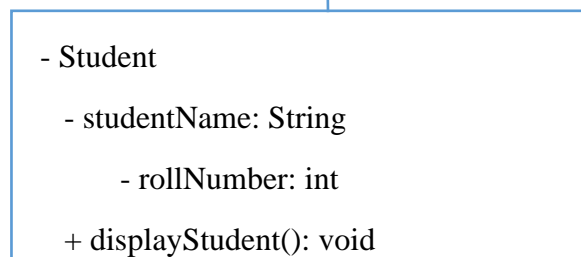 - Student
- studentName: String
- rollNumber: int
+ displayStudent(): void